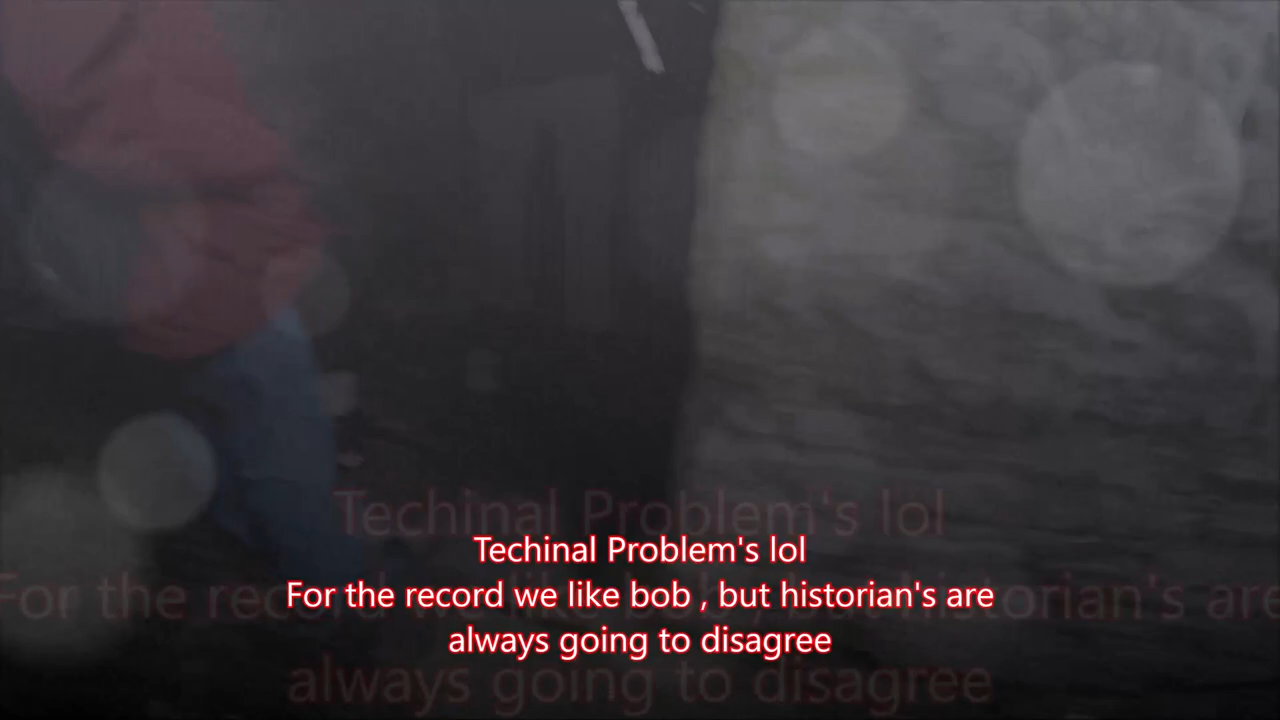 Techinal Problem's lol
For the record we like bob , but historian's are
always going to disagree